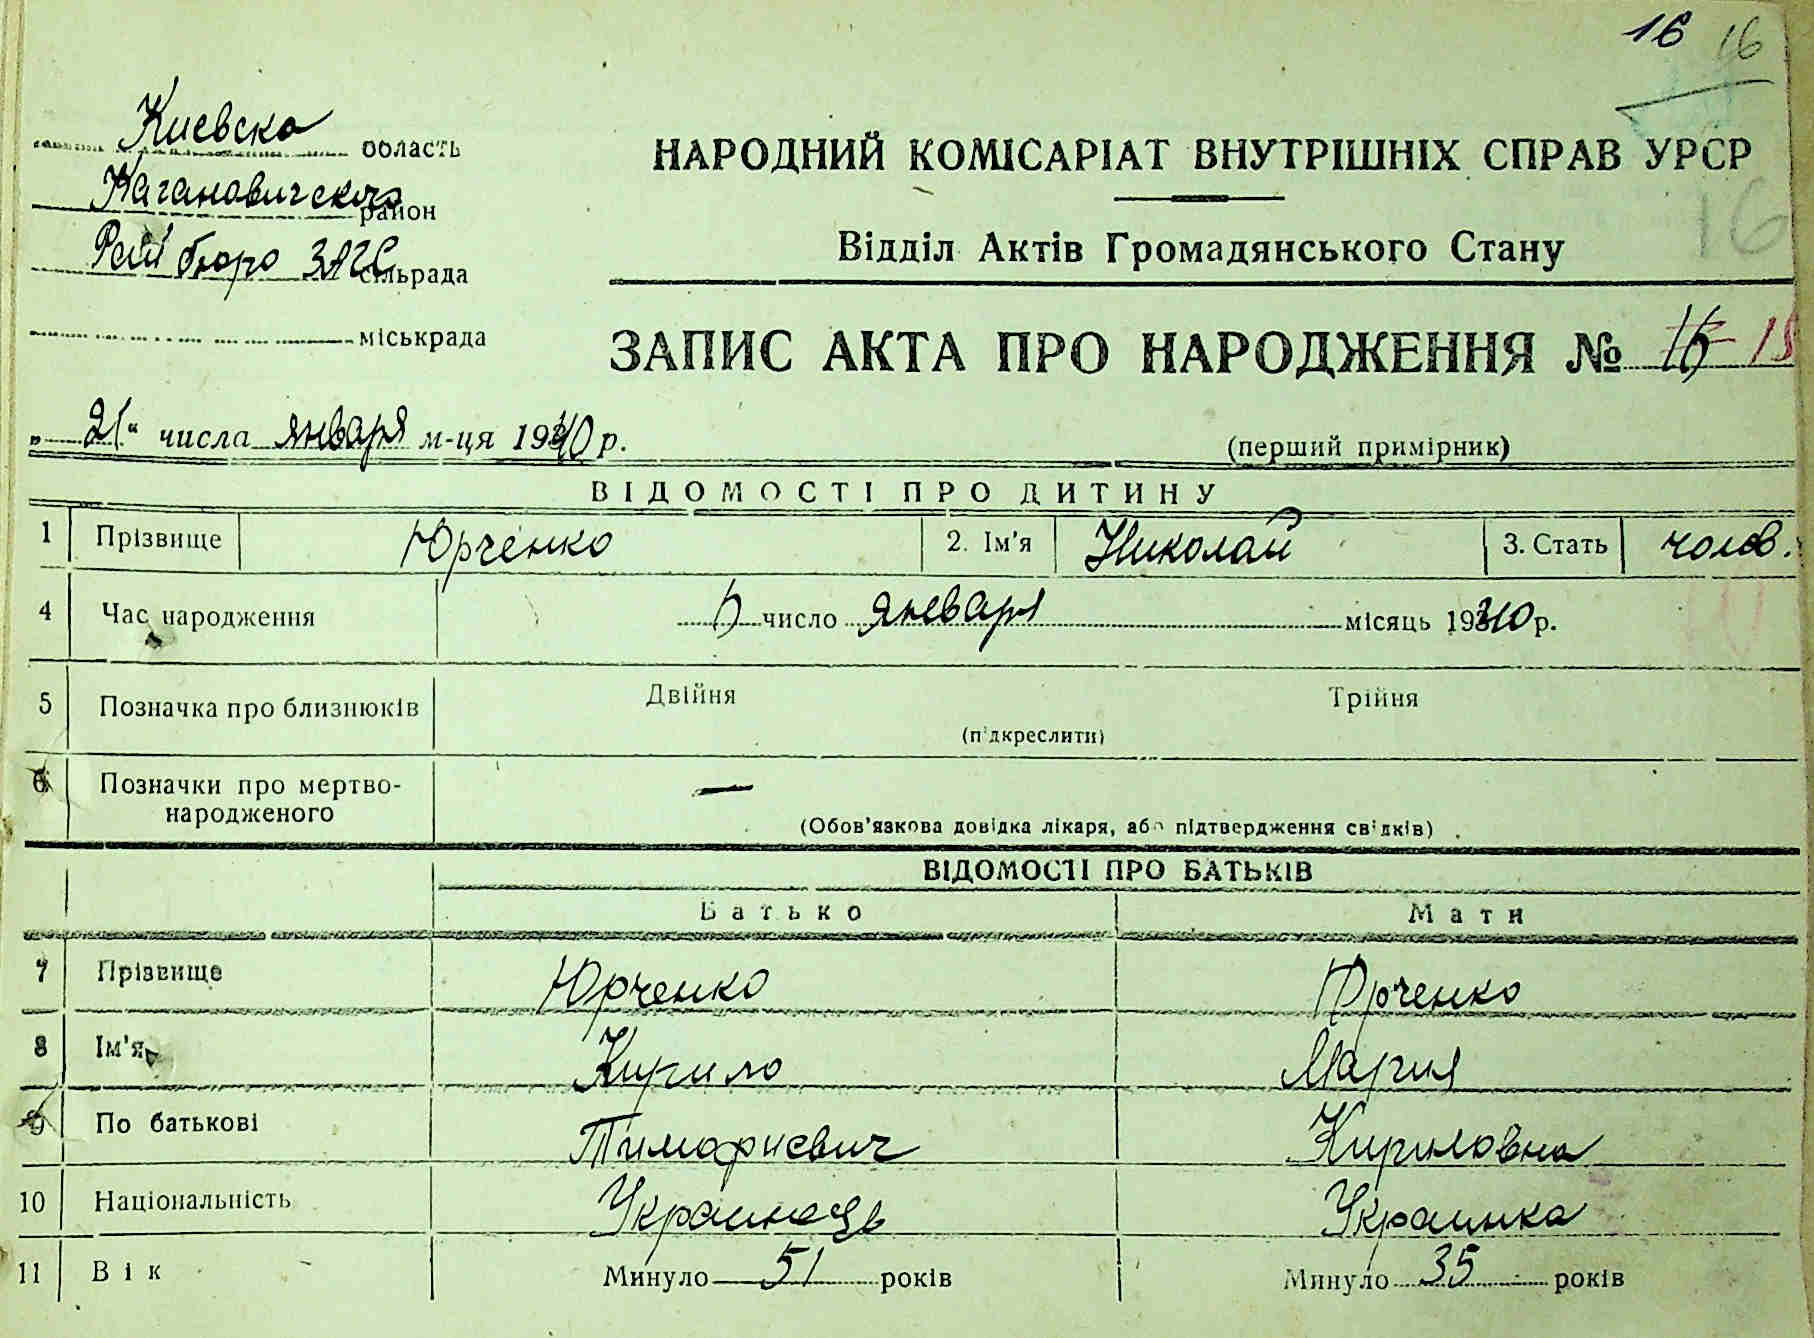 16 16
Киевска область
НАРОДНИЙ КОМІСАРІАТ ВНУТРІШНІХ СПРАВ УРСР
Кагановичского район
16
Рай бюро ЗАГС сільрада
Відділ Актів Громадянського Стану
міськрада
ЗАПИС АКТА ПРО НАРОДЖЕННЯ №
„21“ числа января м-ця 1940 р.
(перший примірник)
ВІДОМОСТІ ПРО ДИТИНУ
1 Прізвище Юрченко 2. Ім'я Николай 3. Стать чолов.
4 Час народження число января місяць 1940 р.
5 Позначка про близнюків Двійня Трійня
(підкреслити)
6 Позначки про мертво-
народженого —
(Обов'язкова довідка лікаря, або підтвердження свідків)
ВІДОМОСТІ ПРО БАТЬКІВ
Батько Мати
7 Прізвище Юрченко Юрченко
8 Ім'я Кирило Мария
9 По батькові Тимофиевич Кириловна
10 Національність Украинець Украинка
11 Вік Минуло 51 років Минуло 35 років